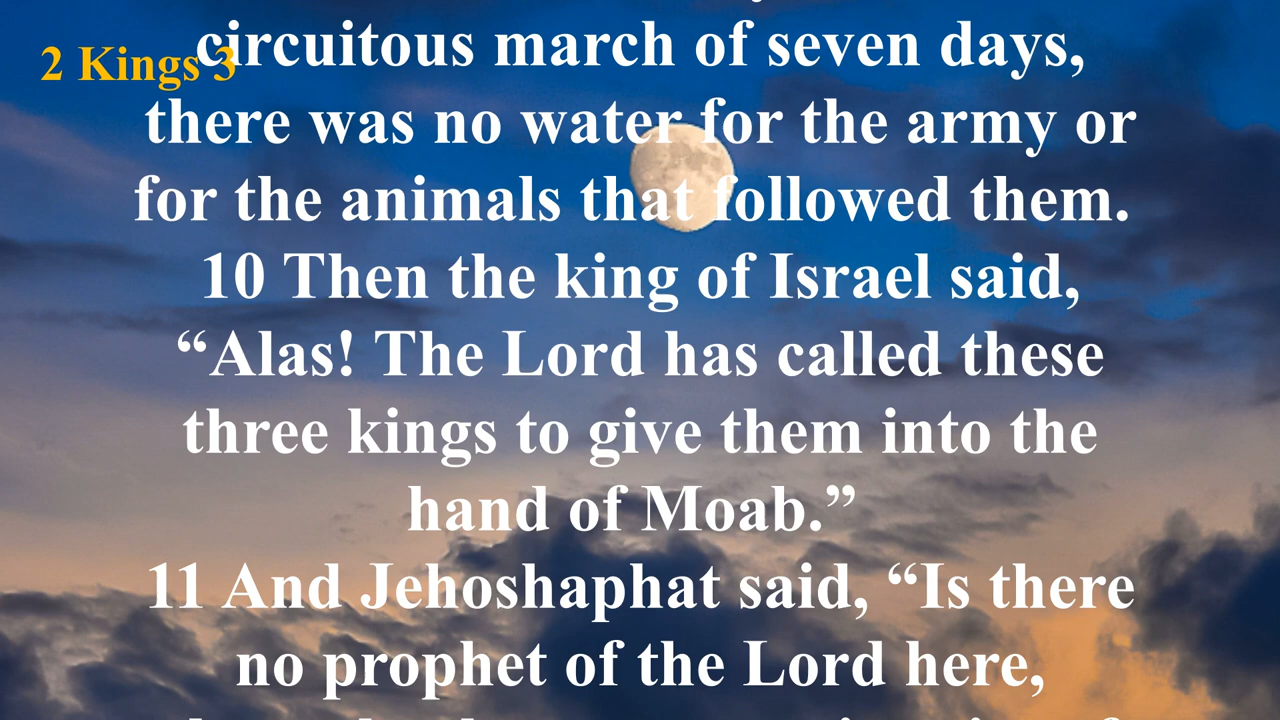 2 Kings 3
circuitous march of seven days,
there was no water for the army or
for the animals that followed them.
10 Then the king of Israel said,
“Alas! The Lord has called these
three kings to give them into the
hand of Moab.”
11 And Jehoshaphat said, “Is there
no prophet of the Lord here,